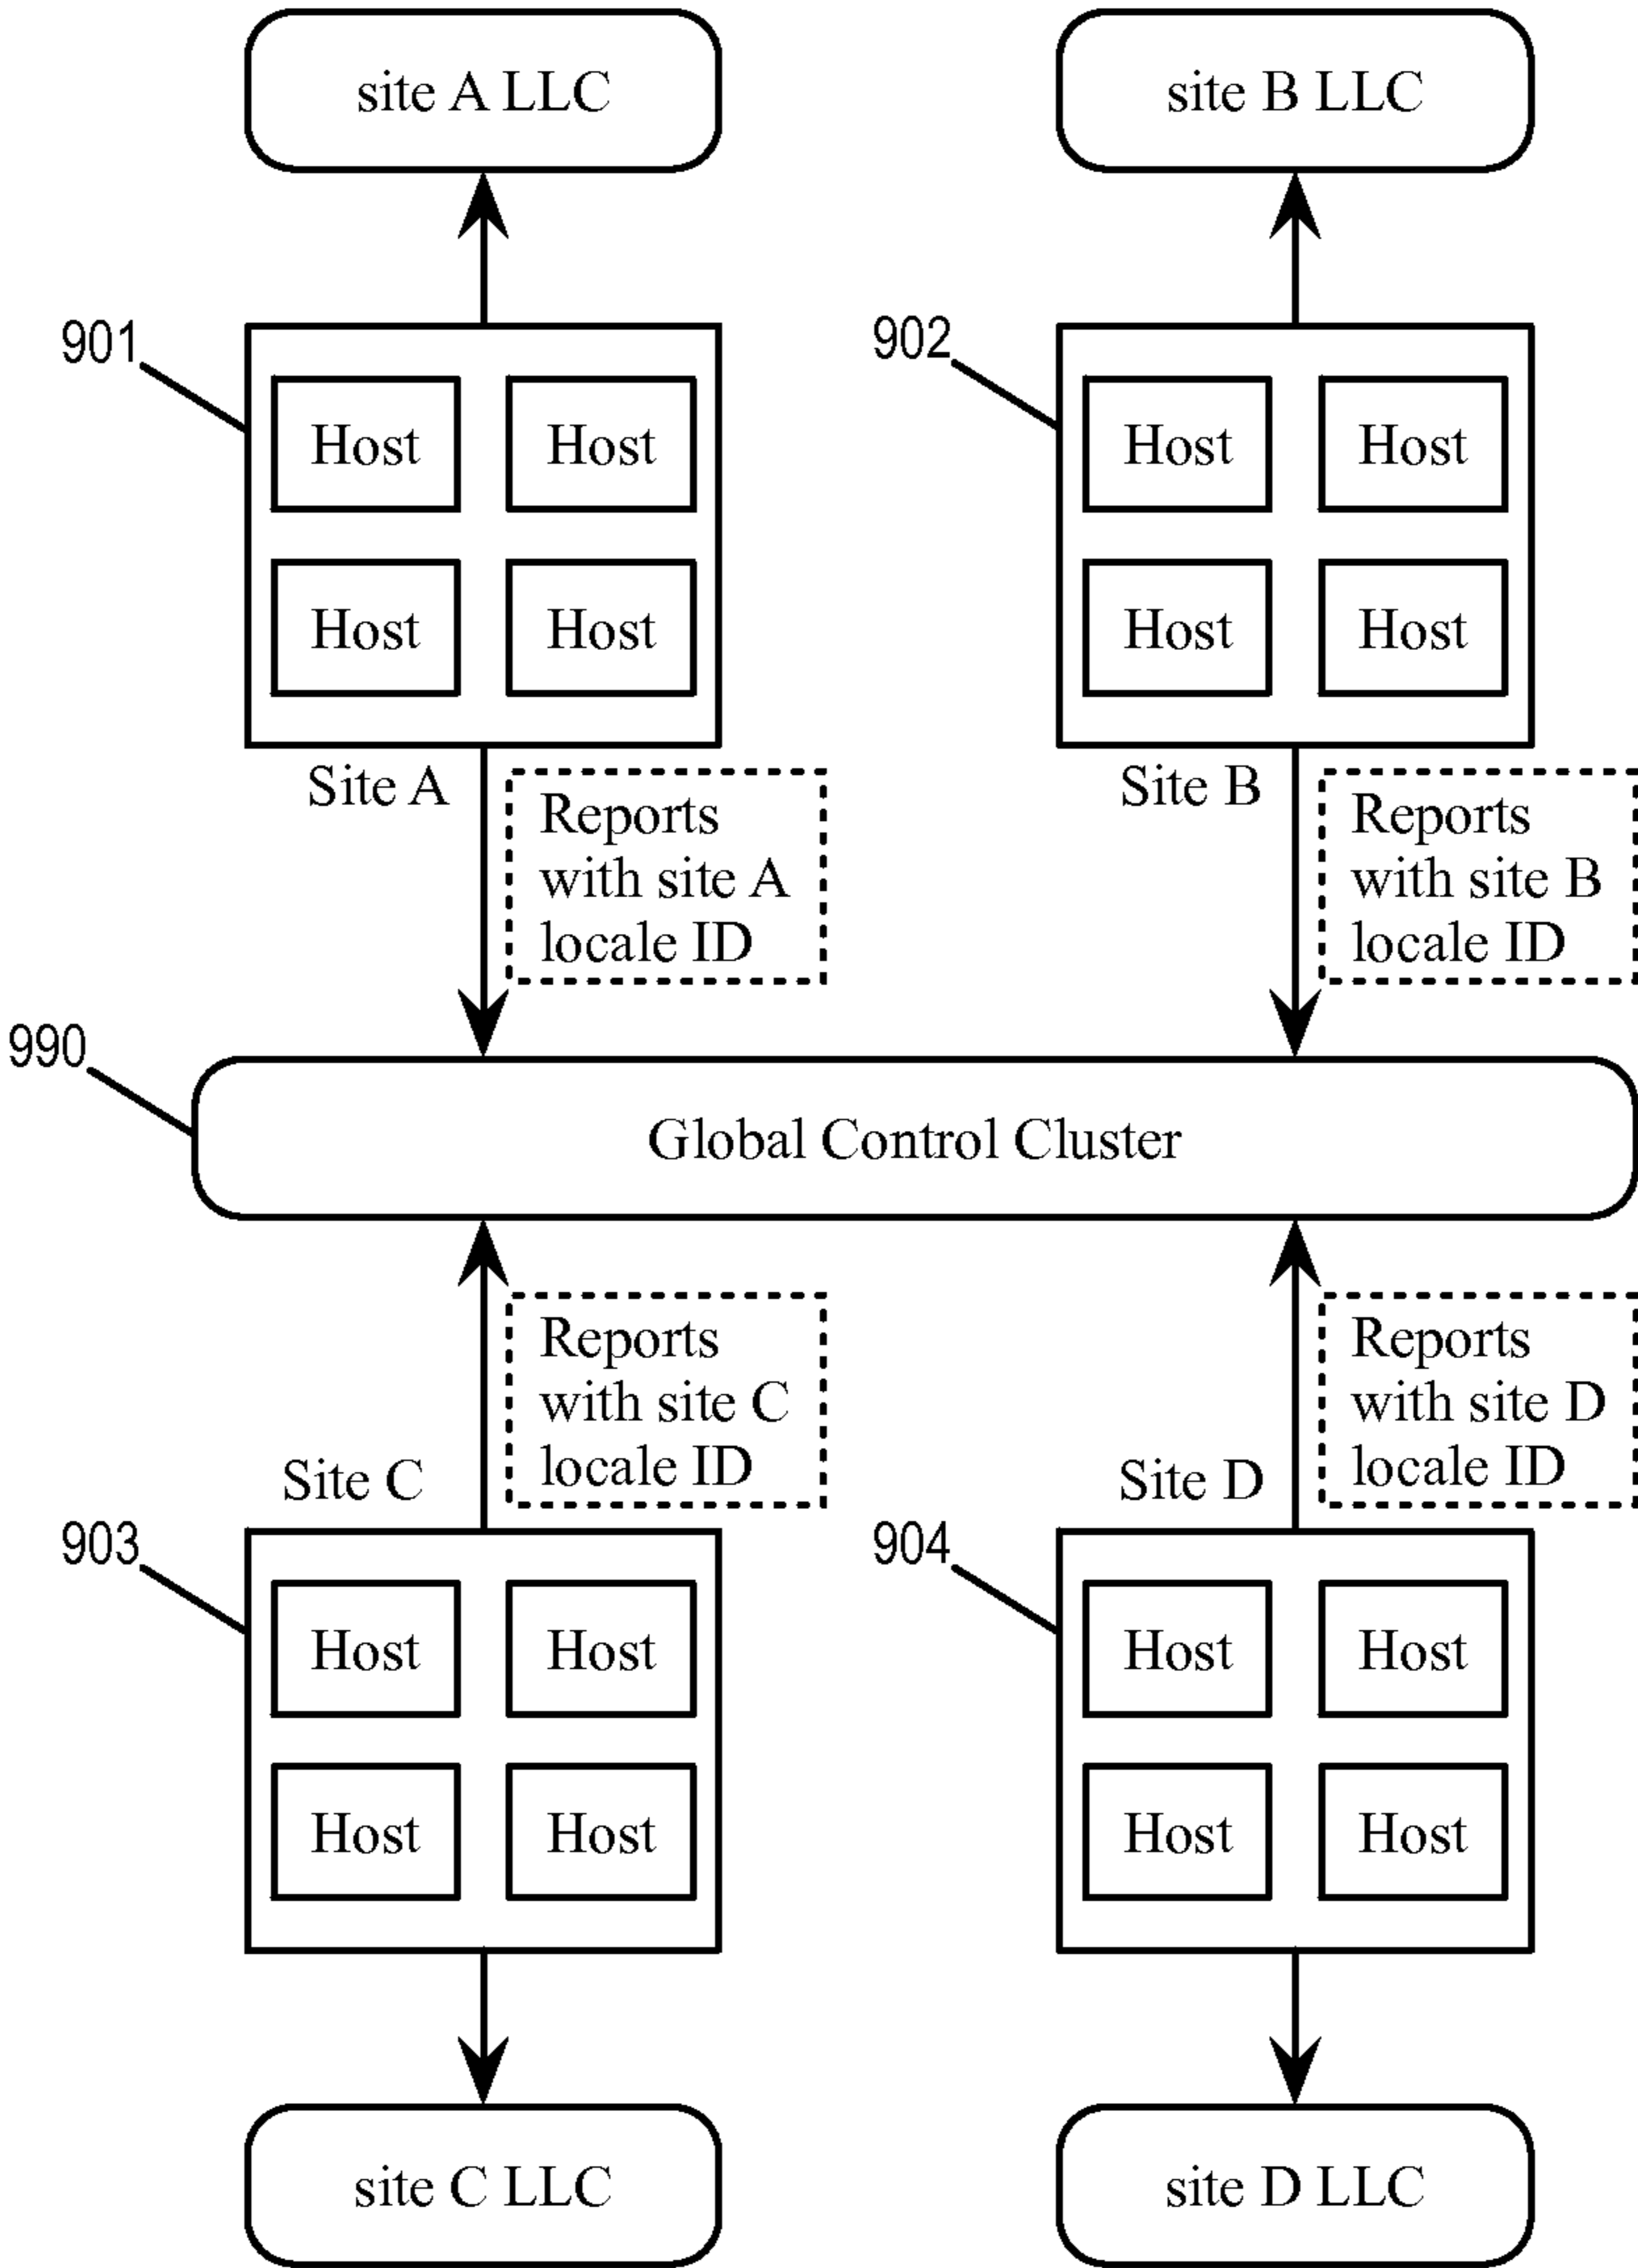 site A LLC
site B LLC
901
902
Host
Host
Host
Host
Host
Host
Host
Host
Site A
Reports
with site A
locale ID
Site B
Reports
with site B
locale ID
990
Global Control Cluster
Reports
with site C
locale ID
Site C
Reports
with site D
locale ID
Site D
903
904
Host
Host
Host
Host
Host
Host
Host
Host
site C LLC
site D LLC